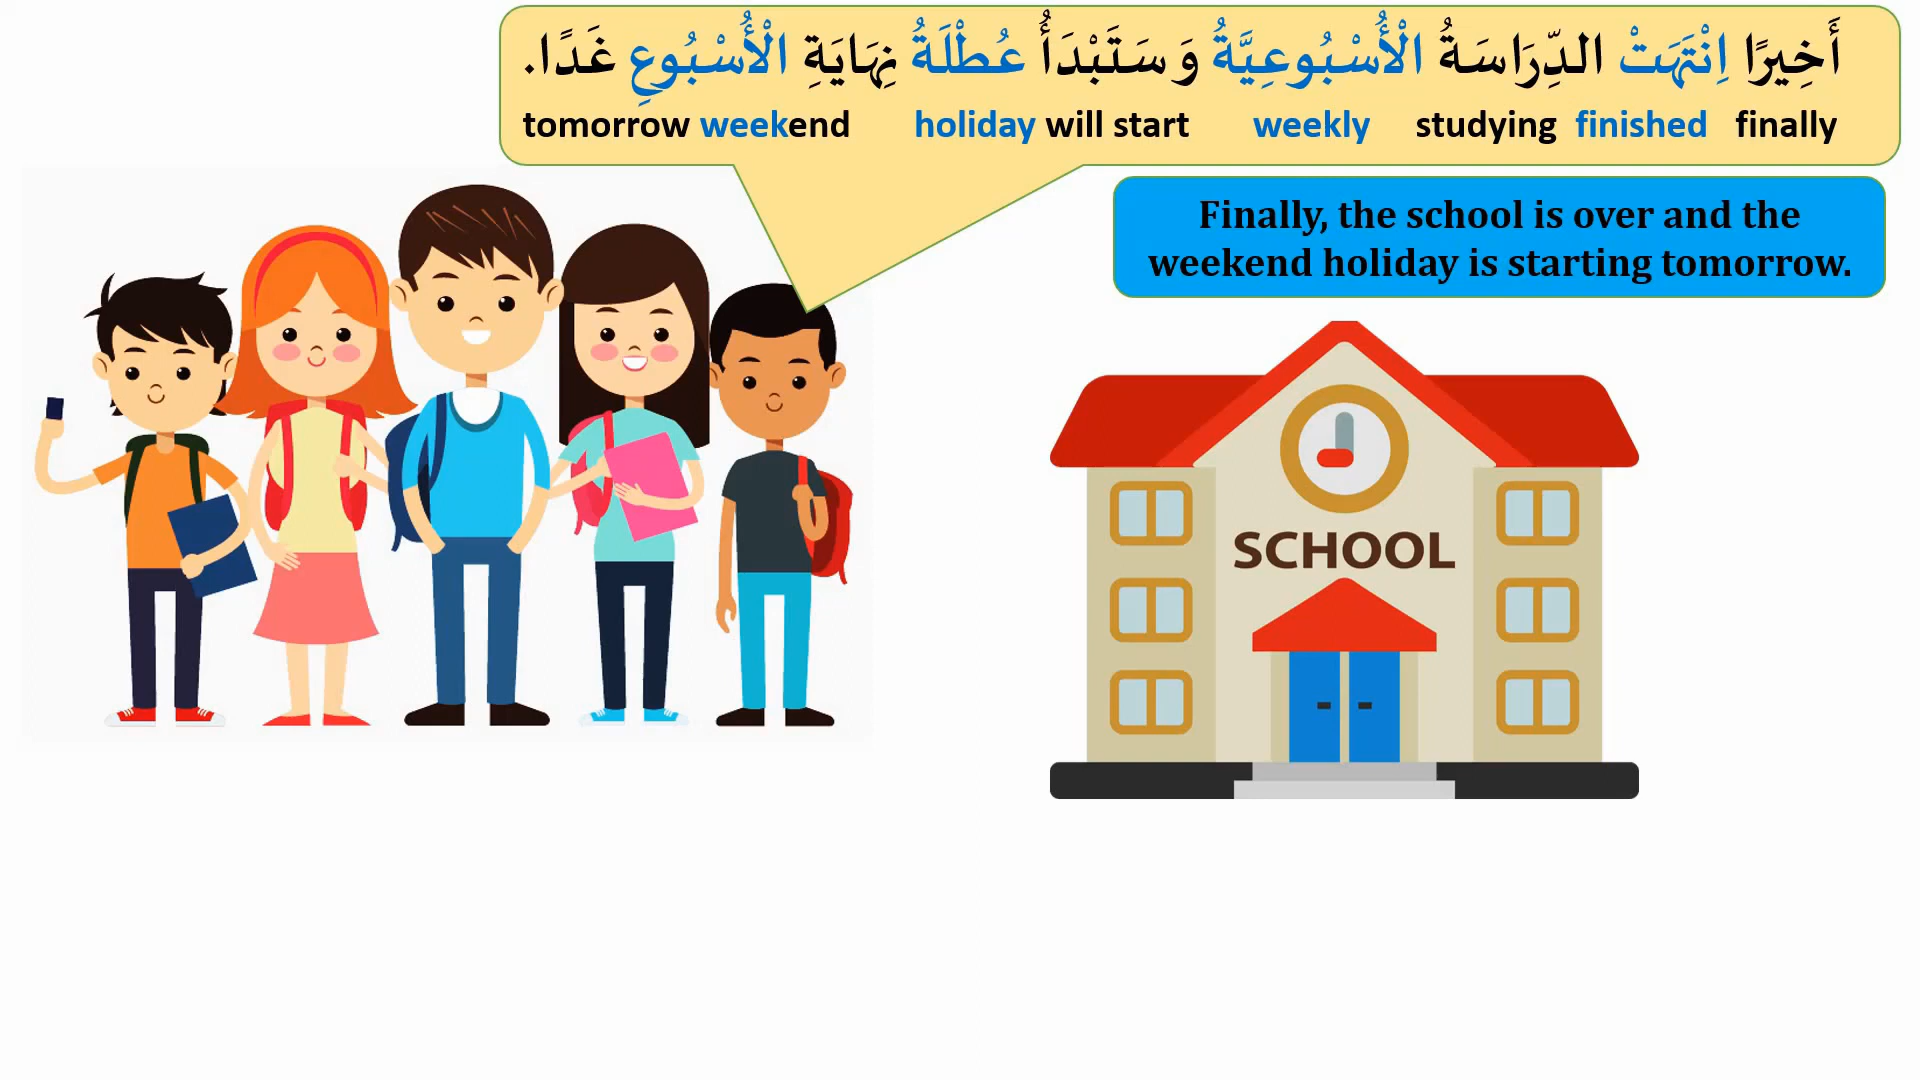 أَخِيرًا اِنْتَهَتْ الدِّرَاسَةُ الْأُسْبُوعِيَّةُ وَسَتَبْدَأُ عُطْلَةُ نِهَايَةِ الْأُسْبُوعِ غَدًا.
tomorrow weekend holiday will start weekly studying finished finally
Finally, the school is over and the
weekend holiday is starting tomorrow.
SCHOOL